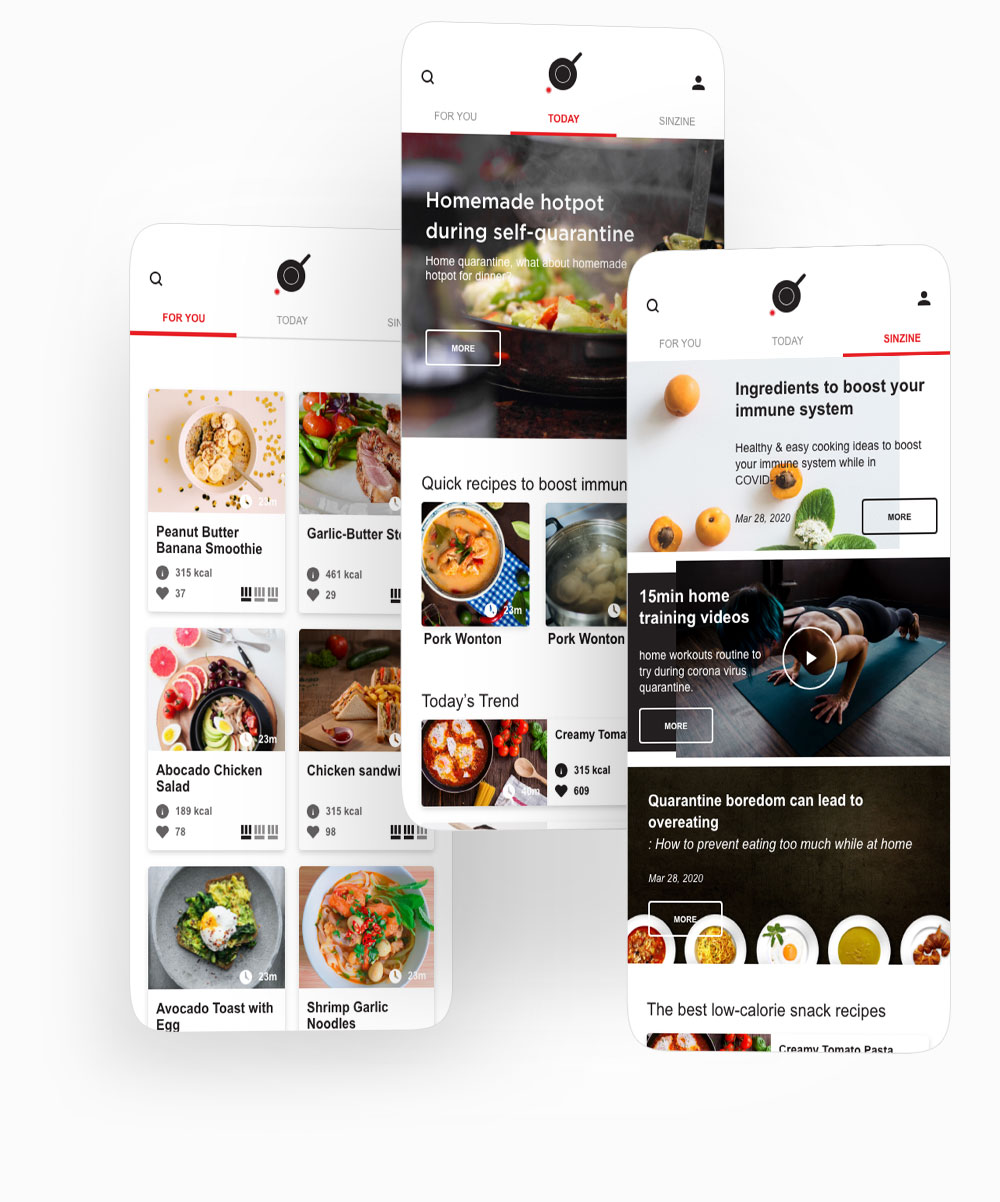 FOR YOU
TODAY
SINZINE
Homemade hotpot
during self-quarantine
Home quarantine, what about homemade
hotpot for dinner?
MORE
Quick recipes to boost immun
23m
Pork Wonton
Pork Wonton
Today's Trend
Creamy Toma
315 kcal
609
40m
FOR YOU
TODAY
SIN
23m
Peanut Butter
Banana Smoothie
315 kcal
37
Garlic-Butter Ste
461 kcal
29
23m
Abocado Chicken
Salad
189 kcal
78
Chicken sandwi
315 kcal
98
23m
Avocado Toast with
Egg
23m
Shrimp Garlic
Noodles
FOR YOU
TODAY
SINZINE
Ingredients to boost your
immune system
Healthy & easy cooking ideas to boost
your immune system while in
COVID-
Mar 28, 2020
MORE
15min home
training videos
home workouts routine to
try during corona virus
quarantine.
MORE
Quarantine boredom can lead to
overeating
: How to prevent eating too much while at home
Mar 28, 2020
MORE
The best low-calorie snack recipes
Creamy Tomato Pasta